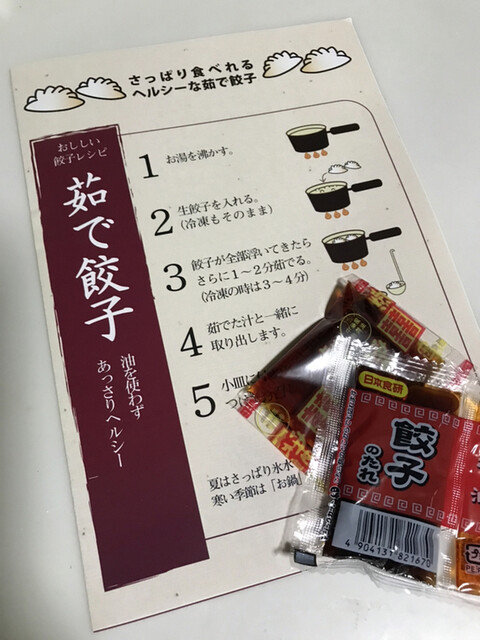 さっぱり食べれる
ヘルシーな茹で餃子
おししい
餃子レシピ
茹で餃子
油を使わず
あっさりヘルシー
1 お湯を沸かす。
2 生餃子を入れる。
(冷凍もそのまま)
3 餃子が全部浮いてきたら
さらに1~2分茹でる。
(冷凍の時は3~4分)
4 茹でた汁と一緒に
取り出します。
5 小皿に
つ
夏はさっぱり氷水
寒い季節は「お鍋」
日本食研
餃子
のたれ
4 904131 821670
PET